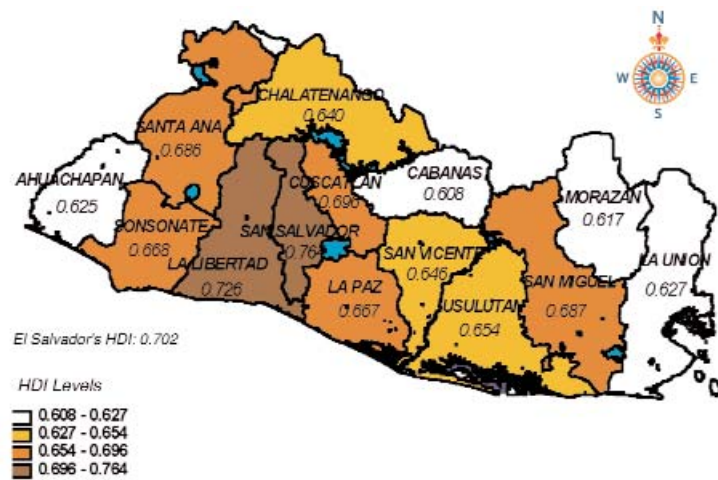 N
W E
S
CHALATENANGO
0.640
SANTA ANA
0.686
AHUACHAPAN
0.625
CABANAS
0.608
CUSCATLAN
0.696
MORAZAN
0.617
SONSONATE
0.668
SAN SALVADOR
0.764
SAN VICENTE
0.646
LA UNION
0.627
LA LIBERTAD
0.726
LA PAZ
0.667
USULUTAN
0.654
SAN MIGUEL
0.687
El Salvador's HDI: 0.702
HDI Levels
0.608 - 0.627
0.627 - 0.654
0.654 - 0.696
0.696 - 0.764